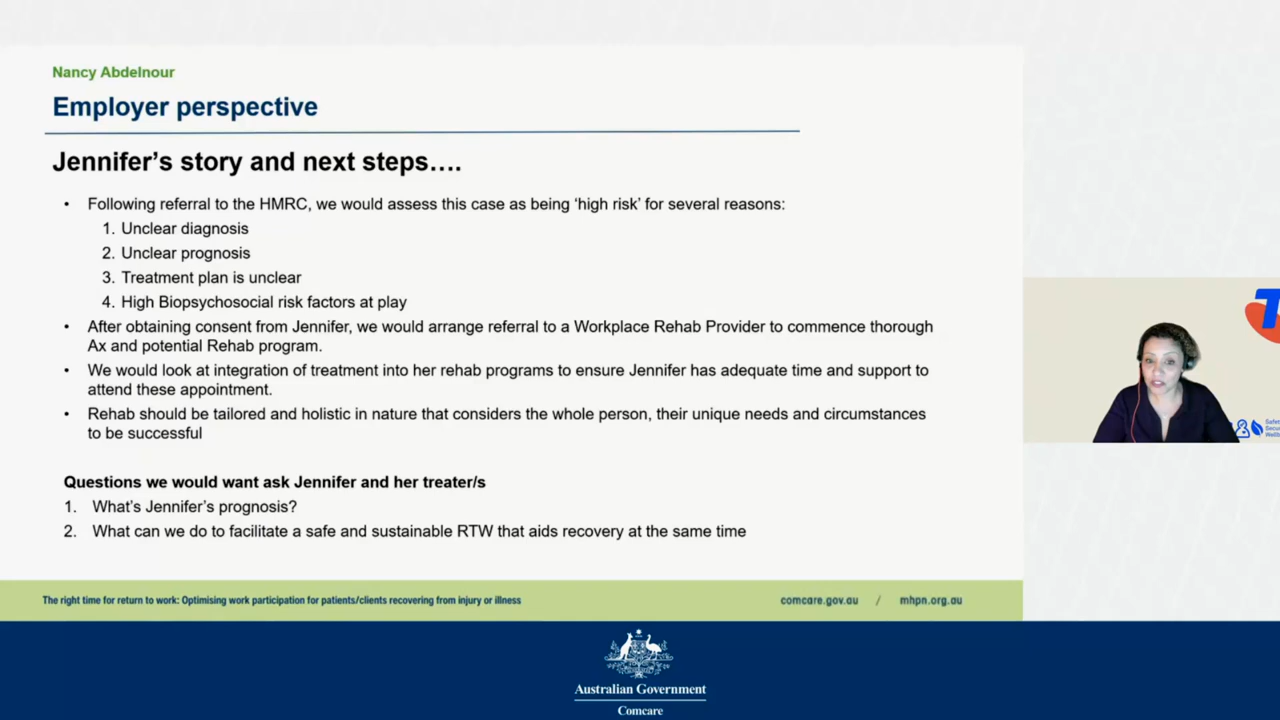 Nancy Abdelnour
Employer perspective
Jennifer's story and next steps....
• Following referral to the HMRC, we would assess this case as being 'high risk' for several reasons:
1. Unclear diagnosis
2. Unclear prognosis
3. Treatment plan is unclear
4. High Biopsychosocial risk factors at play
• After obtaining consent from Jennifer, we would arrange referral to a Workplace Rehab Provider to commence thorough
Ax and potential Rehab program.
• We would look at integration of treatment into her rehab programs to ensure Jennifer has adequate time and support to
attend these appointment.
• Rehab should be tailored and holistic in nature that considers the whole person, their unique needs and circumstances
to be successful
Questions we would want ask Jennifer and her treater/s
1. What's Jennifer's prognosis?
2. What can we do to facilitate a safe and sustainable RTW that aids recovery at the same time
The right time for return to work: Optimising work participation for patients/clients recovering from injury or illness
comcare.gov.au / mhpn.org.au
Australian Government
Comcare